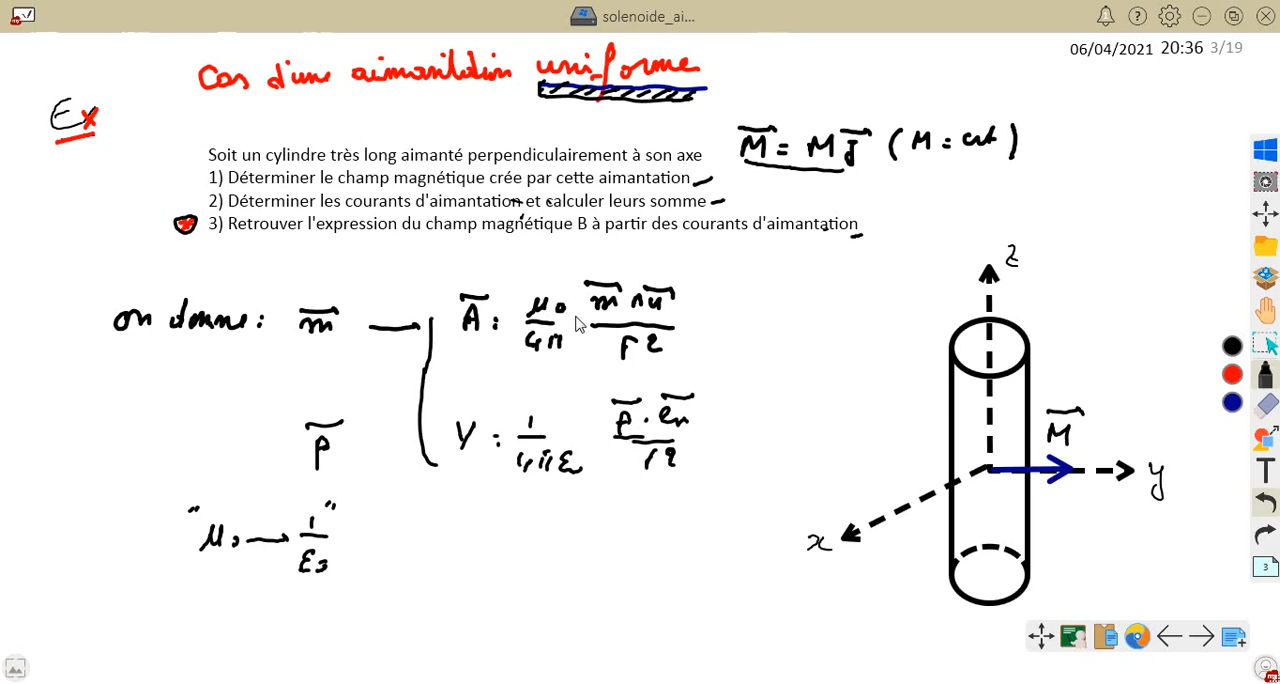 solenoide_ai...
06/04/2021 20:36 3/19
Cas d'une aimantation uniforme
Ex
M = M j (M = cst)
Soit un cylindre très long aimanté perpendiculairement à son axe
1) Déterminer le champ magnétique crée par cette aimantation
2) Déterminer les courants d'aimantation et calculer leurs somme
3) Retrouver l'expression du champ magnétique B à partir des courants d'aimantation
z
on donne : m → A : μ0/4π m ∧ u / r2
M
P V : 1/4πε0 P . er / r2
y
"μ0 → 1/ε0"
x
3